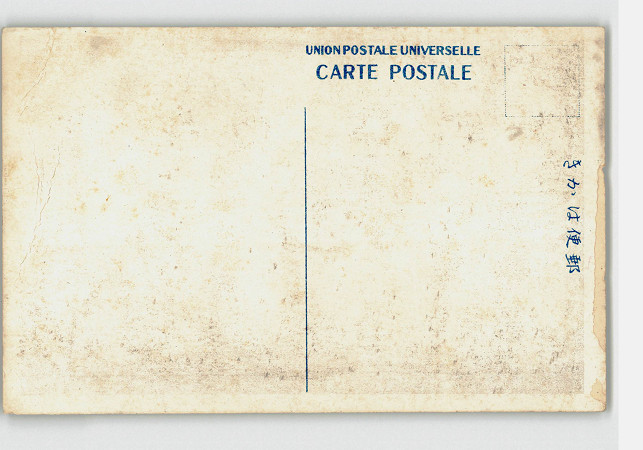 UNION POSTALE UNIVERSELLE
CARTE POSTALE
きかは便郵